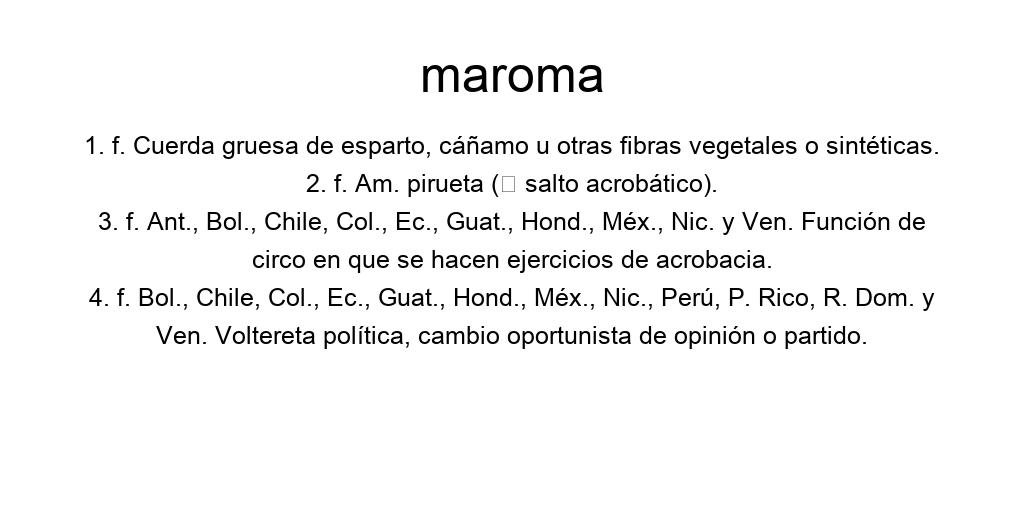 maroma
1. f. Cuerda gruesa de esparto, cáñamo u otras fibras vegetales o sintéticas.
2. f. Am. pirueta (□ salto acrobático).
3. f. Ant., Bol., Chile, Col., Ec., Guat., Hond., Méx., Nic. y Ven. Función de
circo en que se hacen ejercicios de acrobacia.
4. f. Bol., Chile, Col., Ec., Guat., Hond., Méx., Nic., Perú, P. Rico, R. Dom. y
Ven. Voltereta política, cambio oportunista de opinión o partido.